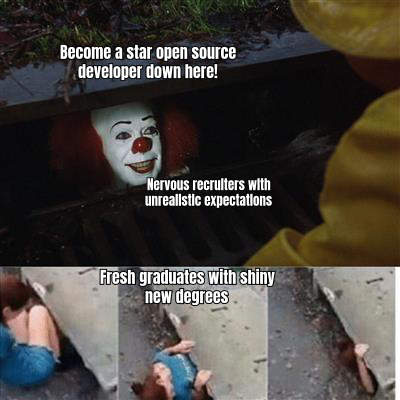 Become a star open source
developer down here!
Nervous recruiters with
unrealistic expectations
Fresh graduates with shiny
new degrees